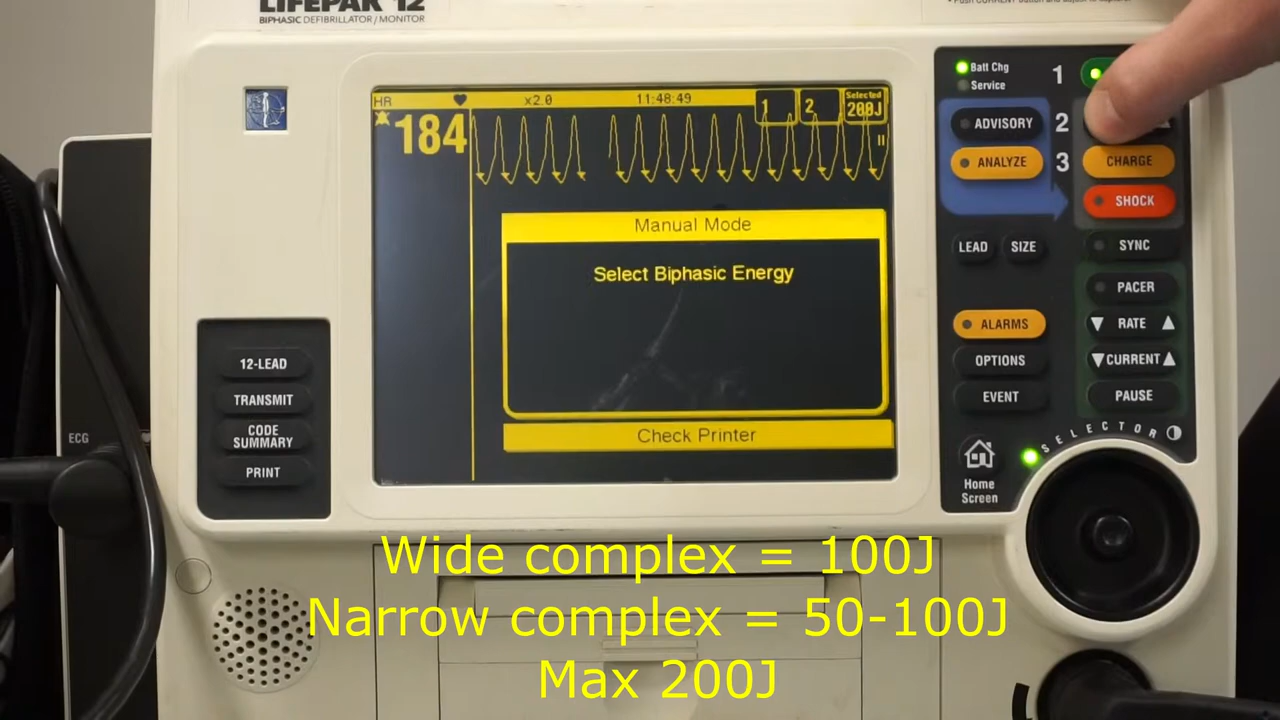 LIFEPAK 12
BIPHASIC DEFIBRILLATOR/MONITOR
HR
x2.0
11:48:49
1
2
Selected
200J
184
II
Manual Mode
Select Biphasic Energy
Check Printer
12-LEAD
TRANSMIT
CODE
SUMMARY
PRINT
ECG
Batt Chg
Service
1
ADVISORY
2
ANALYZE
3
CHARGE
SHOCK
LEAD
SIZE
SYNC
PACER
ALARMS
RATE
OPTIONS
CURRENT
EVENT
PAUSE
SELECTOR
Home
Screen
Wide complex = 100J
Narrow complex = 50-100J
Max 200J